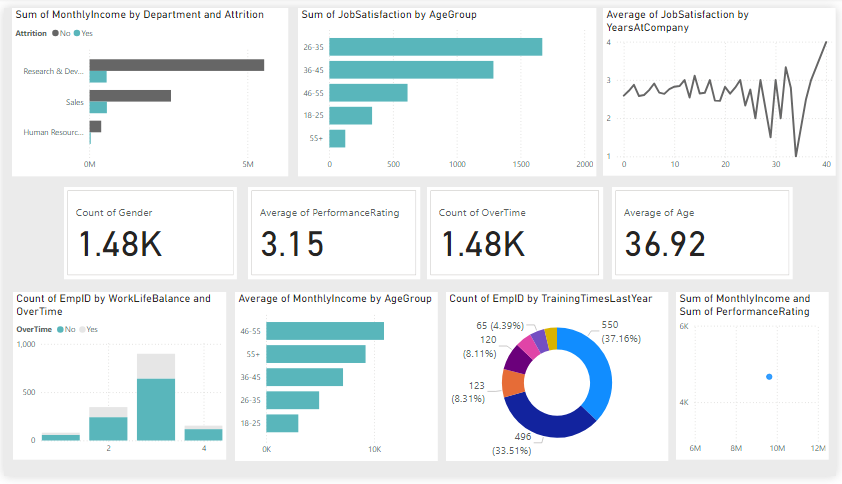 Sum of MonthlyIncome by Department and Attrition
Attrition No Yes
Research & Dev...
Sales
Human Resourc...
0M 5M
Sum of JobSatisfaction by AgeGroup
26-35
36-45
46-55
18-25
55+
0 500 1000 1500 2000
Average of JobSatisfaction by
YearsAtCompany
4
3
2
1
0 10 20 30 40
Count of Gender
1.48K
Average of PerformanceRating
3.15
Count of OverTime
1.48K
Average of Age
36.92
Count of EmpID by WorkLifeBalance and
OverTime
OverTime No Yes
1,000
500
0
2 4
Average of MonthlyIncome by AgeGroup
46-55
55+
36-45
26-35
18-25
0K 10K
Count of EmpID by TrainingTimesLastYear
65 (4.39%)
120
(8.11%)
123
(8.31%)
496
(33.51%)
550
(37.16%)
Sum of MonthlyIncome and
Sum of PerformanceRating
6K
4K
6M 8M 10M 12M